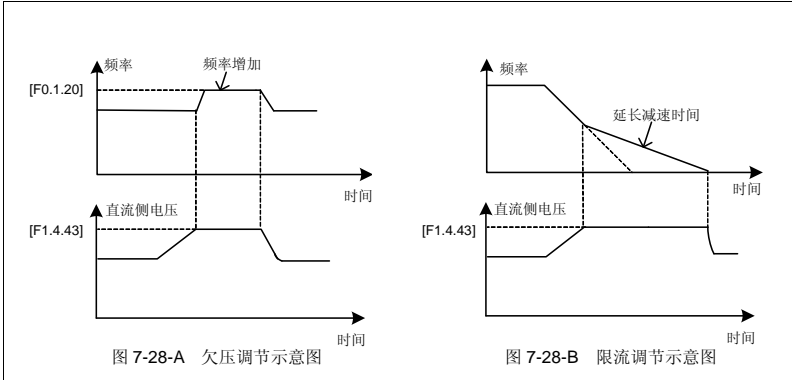 频率
频率增加
[F0.1.20]
时间
直流侧电压
[F1.4.43]
时间
图 7-28-A 欠压调节示意图
频率
延长减速时间
时间
直流侧电压
[F1.4.43]
时间
图 7-28-B 限流调节示意图